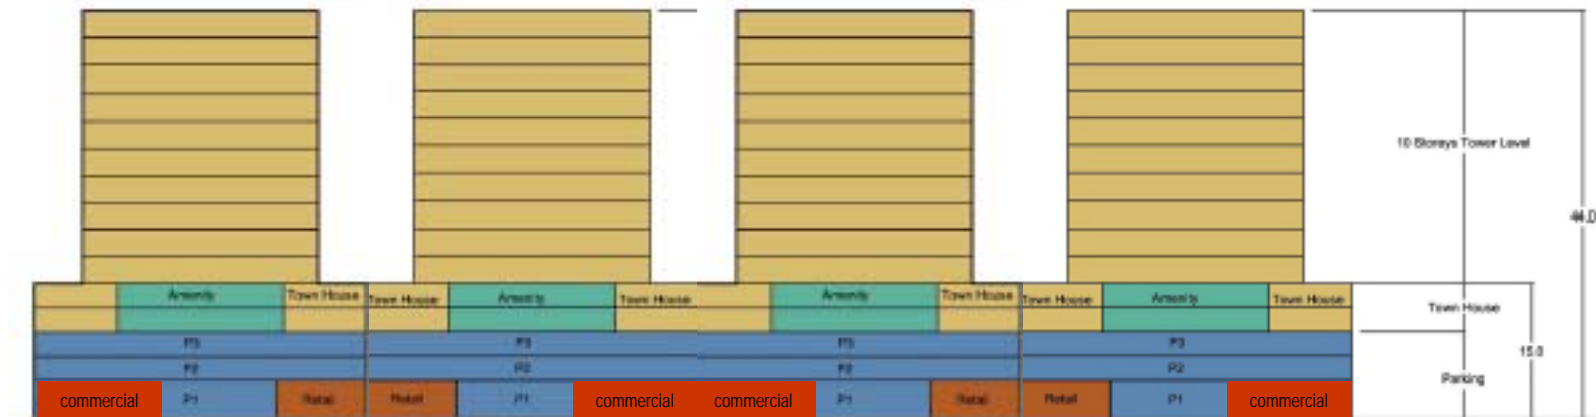 10 Storeys Tower Level
44.0
Amenity Town House Town House Amenity Town House Amenity Town House Town House Amenity Town House
Town House
P3 P3 P3 P3
15.0
P2 P2 P2 P2
Parking
commercial P1 Retail Retail P1 commercial commercial P1 Retail Retail P1 commercial